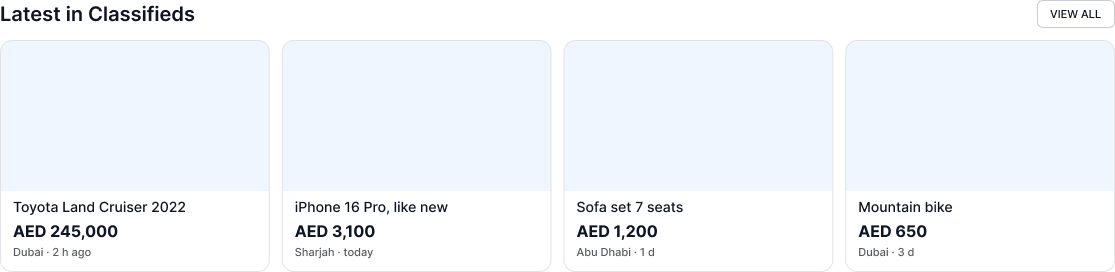 Latest in Classifieds
VIEW ALL
Toyota Land Cruiser 2022
AED 245,000
Dubai · 2 h ago
iPhone 16 Pro, like new
AED 3,100
Sharjah · today
Sofa set 7 seats
AED 1,200
Abu Dhabi · 1 d
Mountain bike
AED 650
Dubai · 3 d